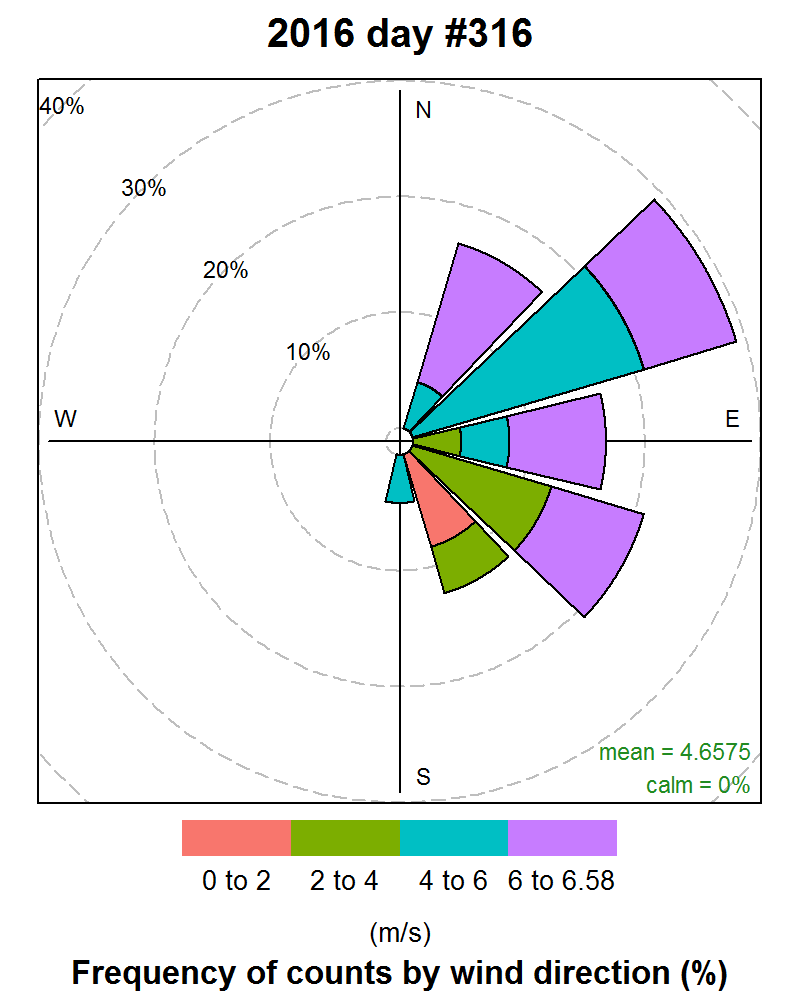 2016 day #316
40%
N
30%
20%
10%
W
E
S
mean = 4.6575
calm = 0%
0 to 2 2 to 4 4 to 6 6 to 6.58
(m/s)
Frequency of counts by wind direction (%)